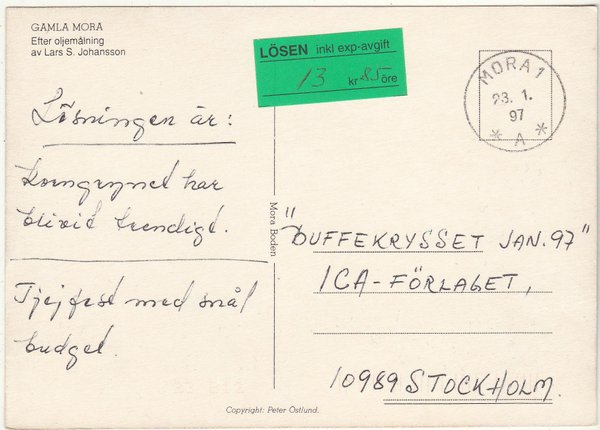 GAMLA MORA
Efter oljemålning
av Lars S. Johansson
LÖSEN inkl exp-avgift
13 kr 85 öre
MORA 1
23. 1.
97
* A *
Lösningen är:
Korngrynet har
blivit trendigt.
Tjejfest med smål
budget.
Mora Boden
"DUFFEKRYSSET JAN. 97"
ICA-FÖRLAGET,
10989 STOCKHOLM.
Copyright: Peter Östlund.